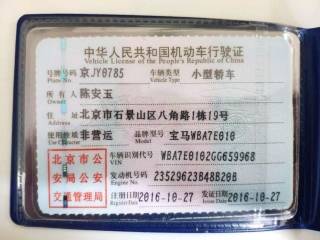 中华人民共和国机动车行驶证
Vehicle License of the People's Republic of China
号牌号码 京JY0785 车辆类型 小型轿车
Plate No. Vehicle Type
所有人 陈安玉
Owner
住址 北京市石景山区八角路1栋19号
Address
使用性质 非营运 品牌型号 宝马WBA7E010
Use Character Model
北京市公安局公安交通管理局
车辆识别代号 WBA7E0102GG659968
VIN
发动机号码 23529623B48B20B
Engine No.
注册日期 2016-10-27 发证日期 2016-10-27
Register Date Issue Date